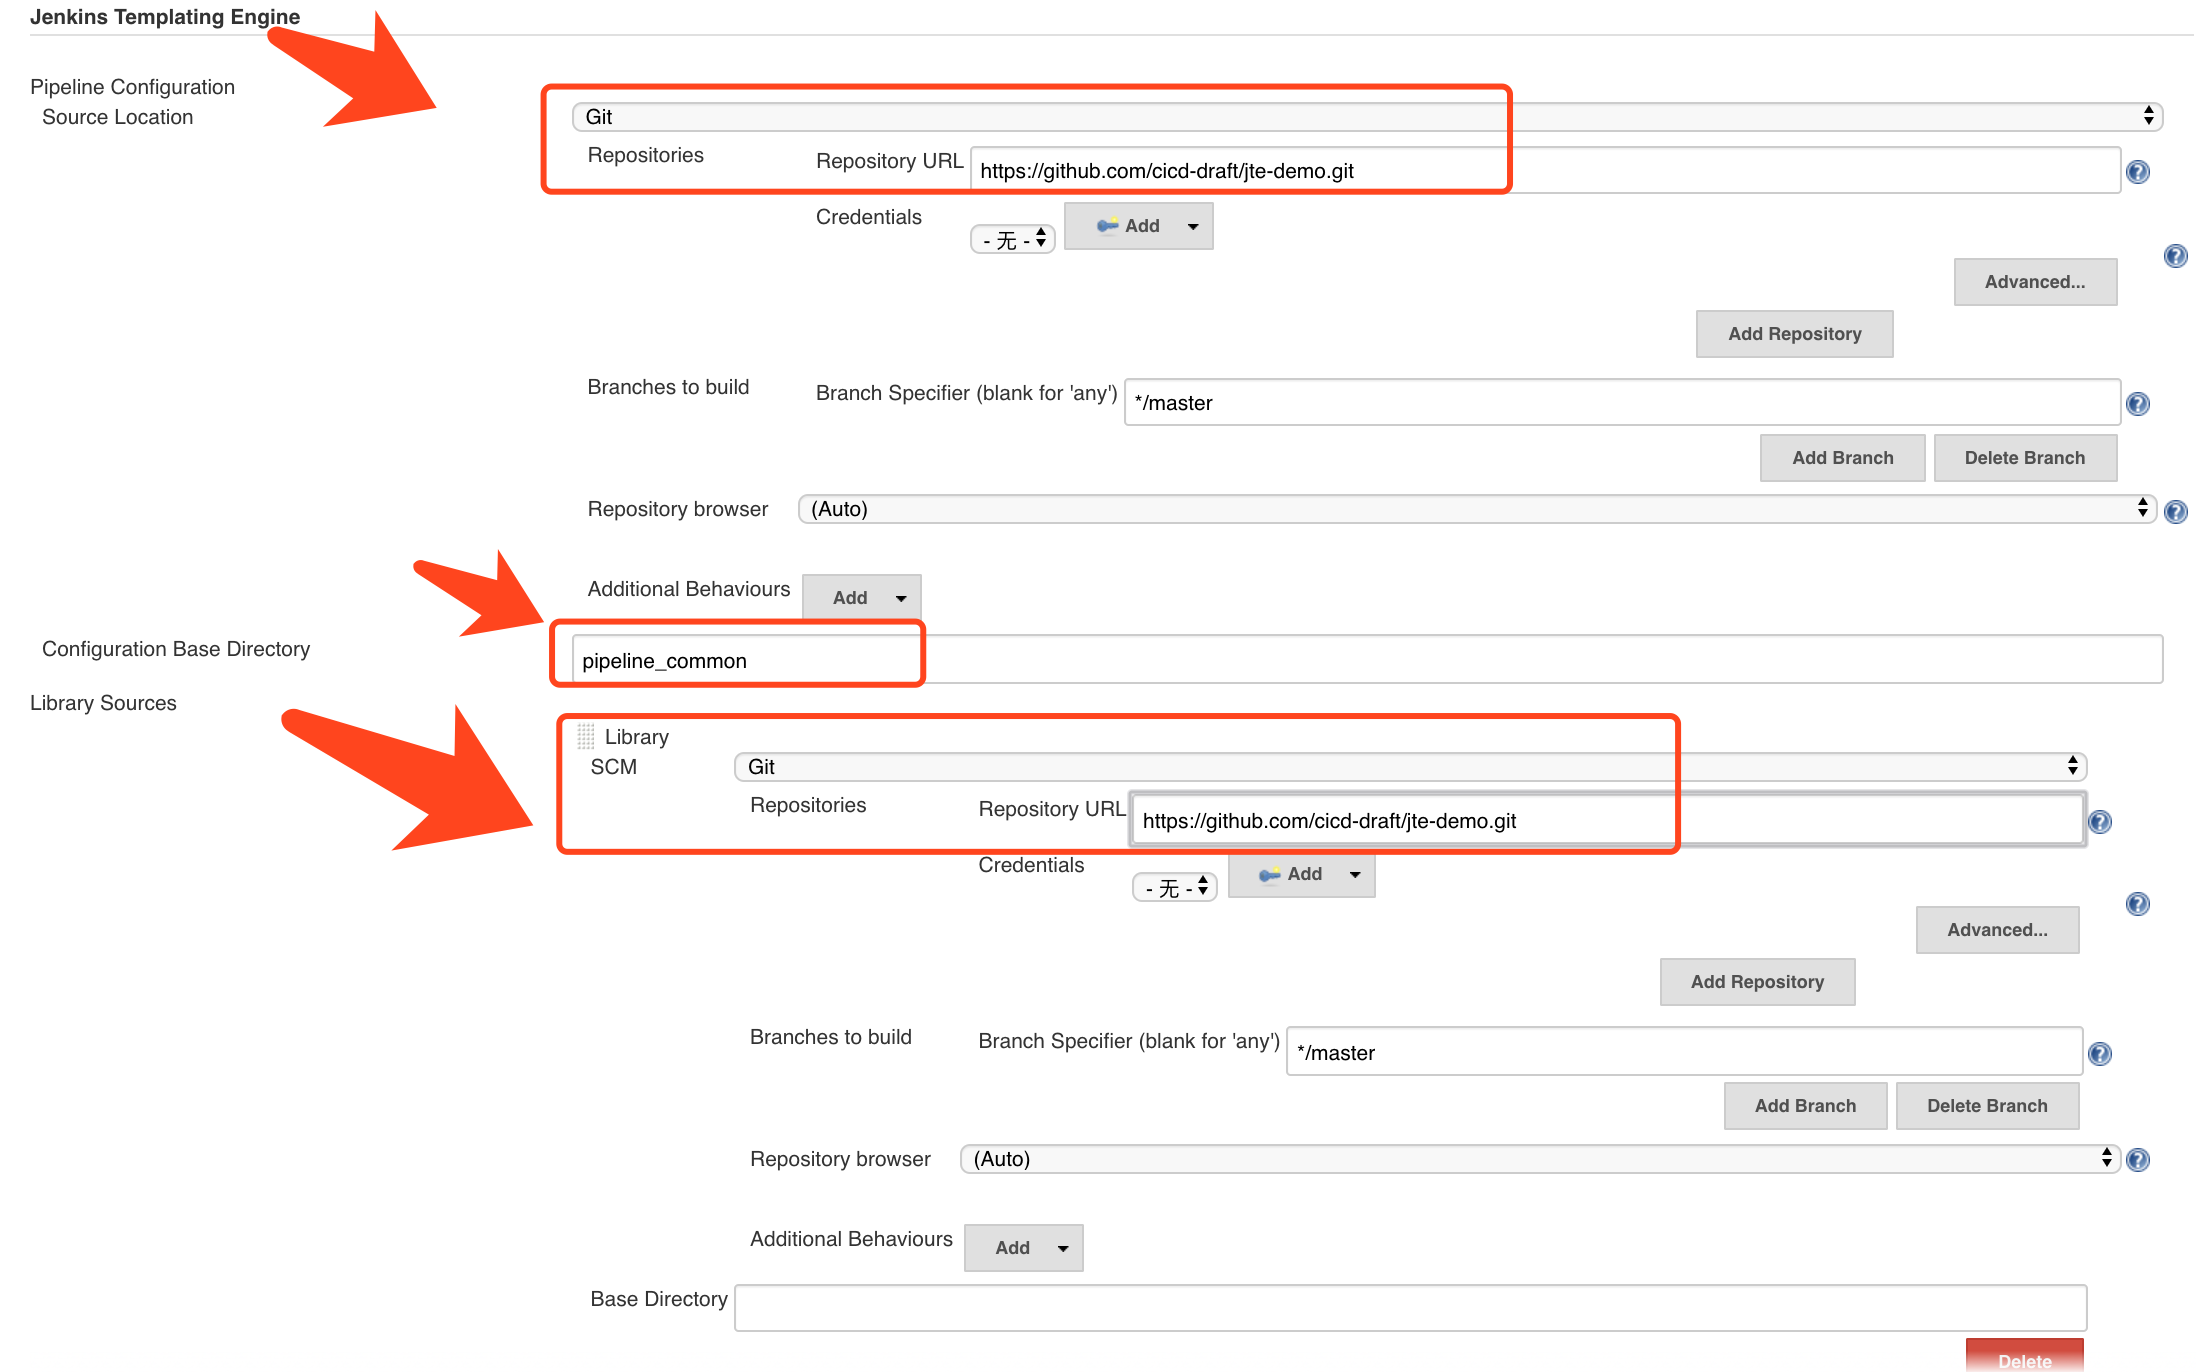 Jenkins Templating Engine
Pipeline Configuration
Source Location
Git
Repositories
Repository URL
https://github.com/cicd-draft/jte-demo.git
Credentials
- 无 -
Add
Advanced...
Add Repository
Branches to build
Branch Specifier (blank for 'any')
*/master
Add Branch
Delete Branch
Repository browser
(Auto)
Additional Behaviours
Add
Configuration Base Directory
pipeline_common
Library Sources
Library
SCM
Git
Repositories
Repository URL
https://github.com/cicd-draft/jte-demo.git
Credentials
- 无 -
Add
Advanced...
Add Repository
Branches to build
Branch Specifier (blank for 'any')
*/master
Add Branch
Delete Branch
Repository browser
(Auto)
Additional Behaviours
Add
Base Directory
Delete